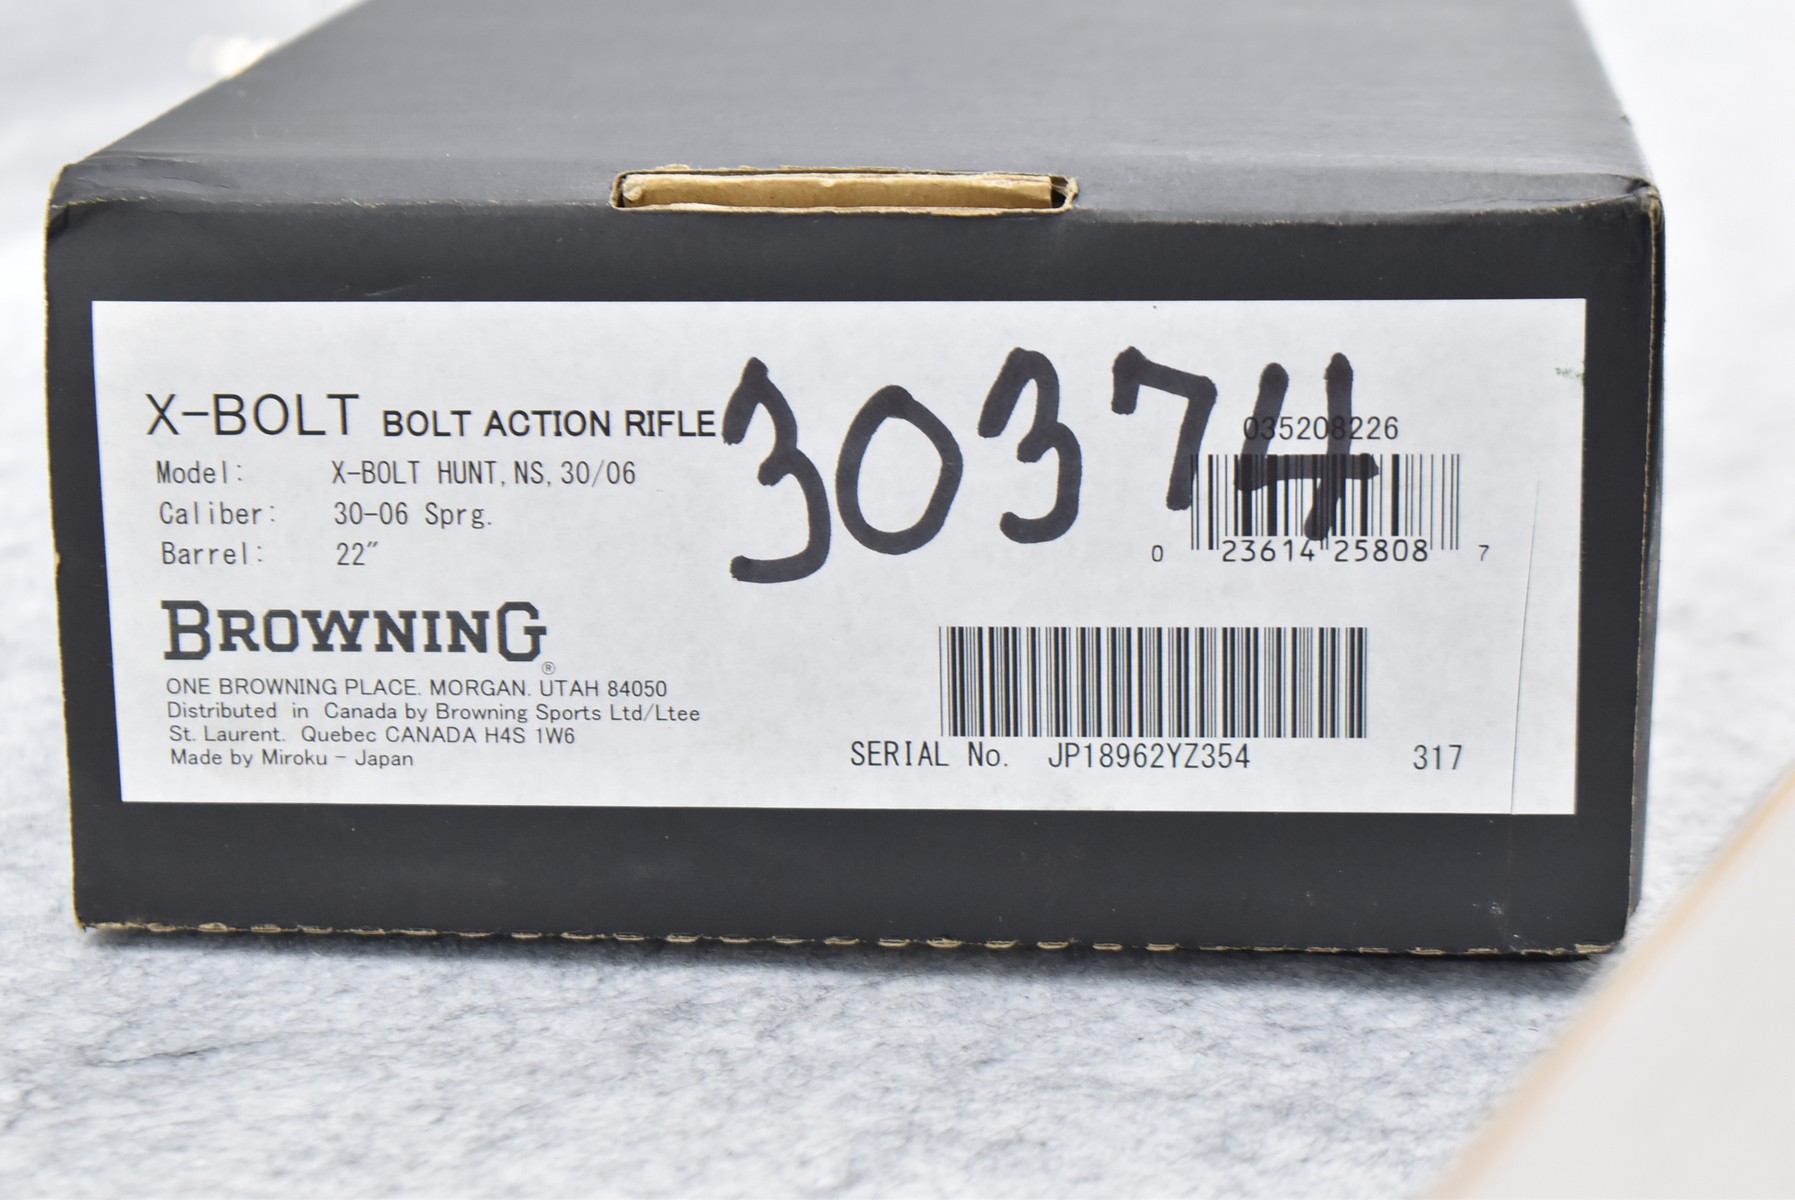 X-BOLT BOLT ACTION RIFLE
30374
035208226
Model: X-BOLT HUNT, NS, 30/06
Caliber: 30-06 Sprg.
Barrel: 22"
0 23614 25808 7
BROWNING®
ONE BROWNING PLACE. MORGAN. UTAH 84050
Distributed in Canada by Browning Sports Ltd/Ltee
St. Laurent. Quebec CANADA H4S 1W6
Made by Miroku - Japan
SERIAL No. JP18962YZ354 317